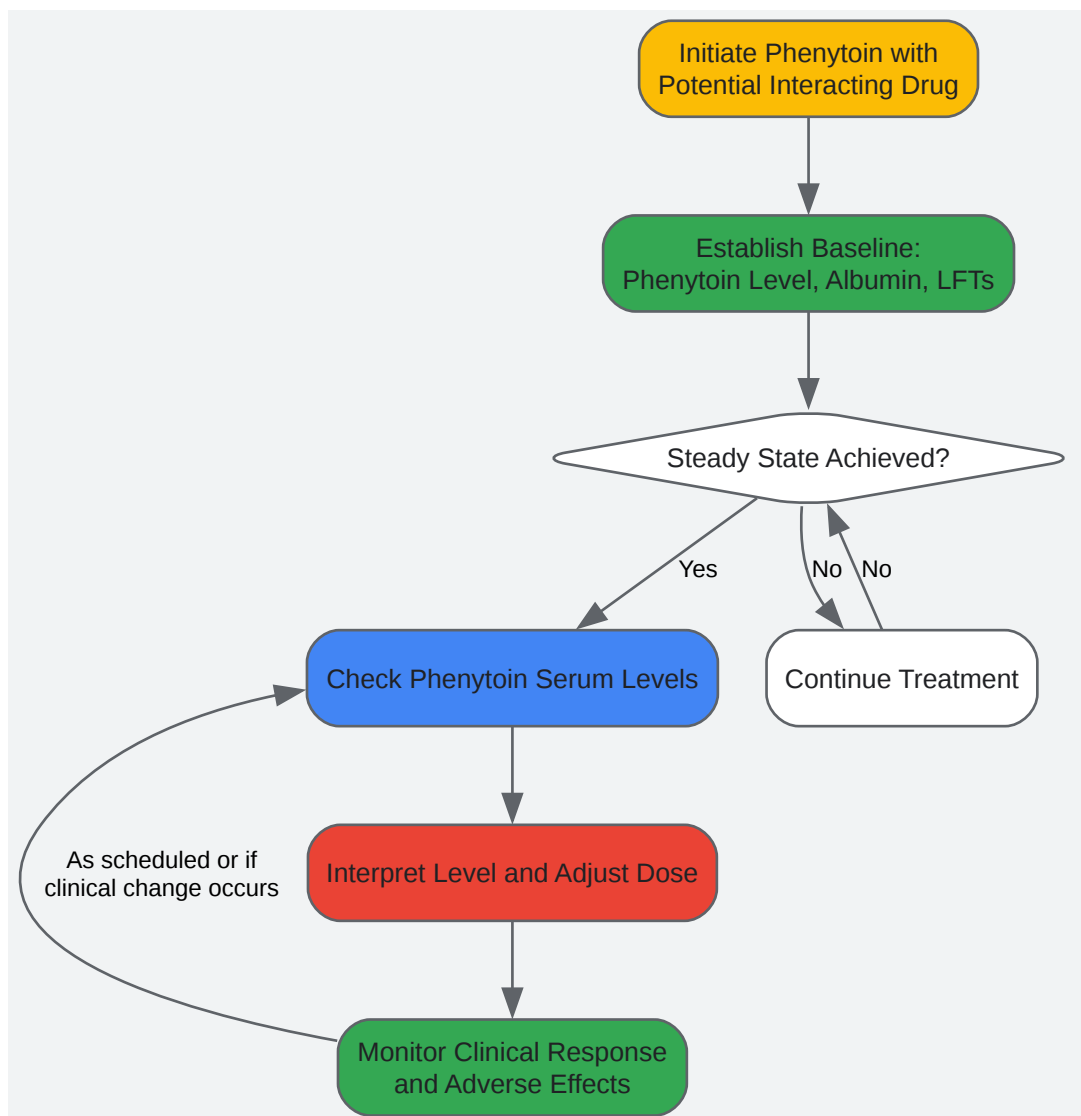 Initiate Phenytoin with
Potential Interacting Drug
Establish Baseline:
Phenytoin Level, Albumin, LFTs
Steady State Achieved?
Yes
No
No
Check Phenytoin Serum Levels
Continue Treatment
Interpret Level and Adjust Dose
As scheduled or if
clinical change occurs
Monitor Clinical Response
and Adverse Effects